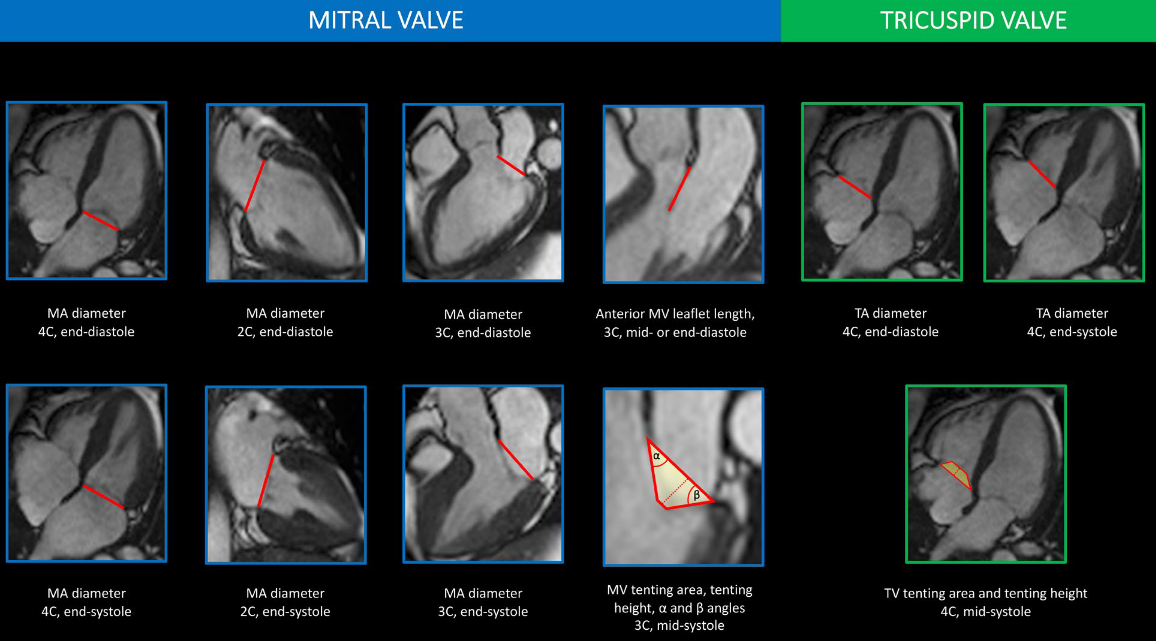 MITRAL VALVE
TRICUSPID VALVE
MA diameter
4C, end-diastole
MA diameter
2C, end-diastole
MA diameter
3C, end-diastole
Anterior MV leaflet length,
3C, mid- or end-diastole
TA diameter
4C, end-diastole
TA diameter
4C, end-systole
α
β
MA diameter
4C, end-systole
MA diameter
2C, end-systole
MA diameter
3C, end-systole
MV tenting area, tenting
height, α and β angles
3C, mid-systole
TV tenting area and tenting height
4C, mid-systole